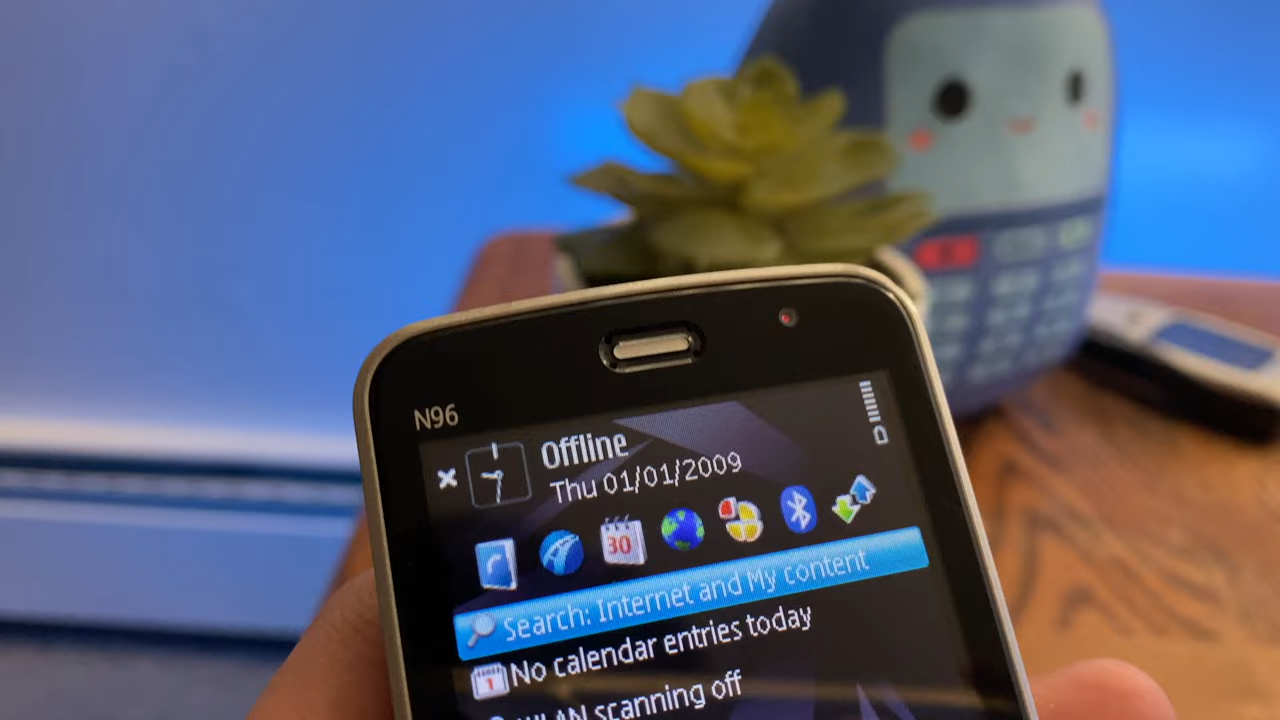 N96
Offline
Thu 01/01/2009
30
Search: Internet and My content
1
No calendar entries today
WLAN scanning off